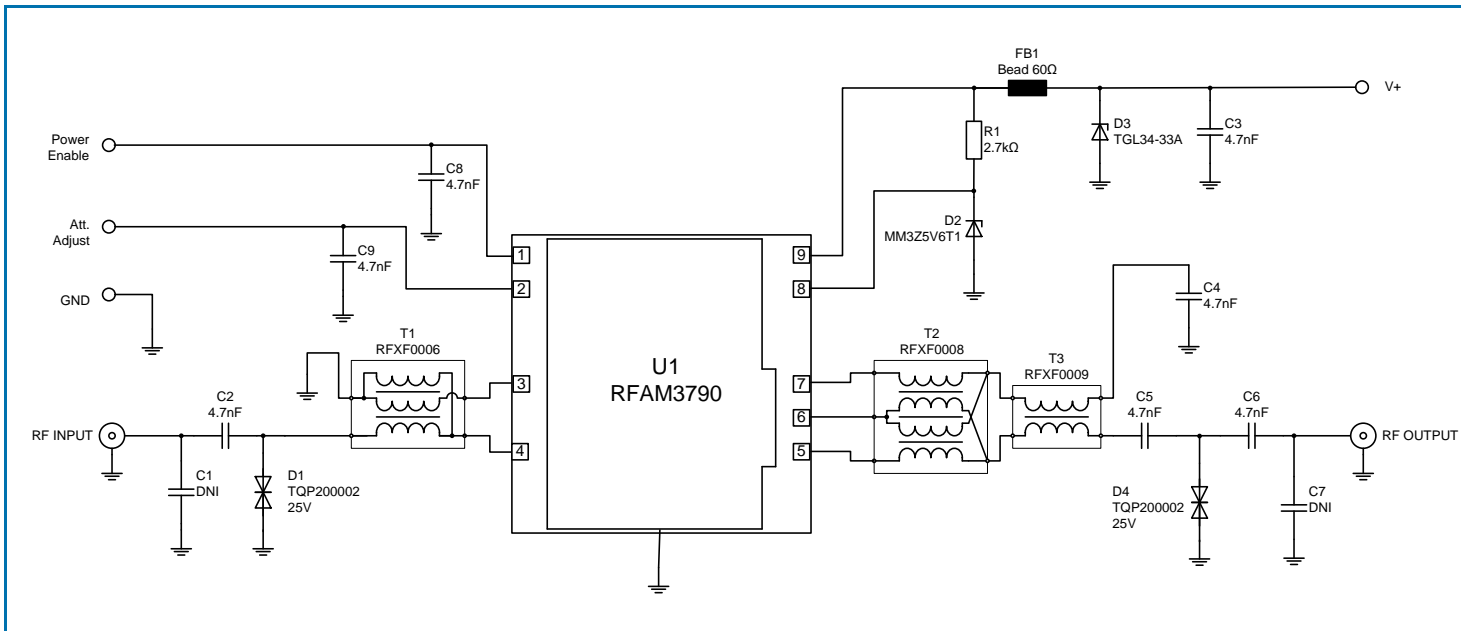 FB1
Bead 60Ω
V+
Power
Enable
C8
4.7nF
R1
2.7kΩ
D3
TGL34-33A
C3
4.7nF
Att.
Adjust
C9
4.7nF
D2
MM3Z5V6T1
1
2
9
8
GND
C4
4.7nF
T1
RFXF0006
U1
RFAM3790
T2
RFXF0008
T3
RFXF0009
3
4
7
6
5
C2
4.7nF
RF INPUT
C1
DNI
D1
TQP200002
25V
C5
4.7nF
C6
4.7nF
RF OUTPUT
D4
TQP200002
25V
C7
DNI